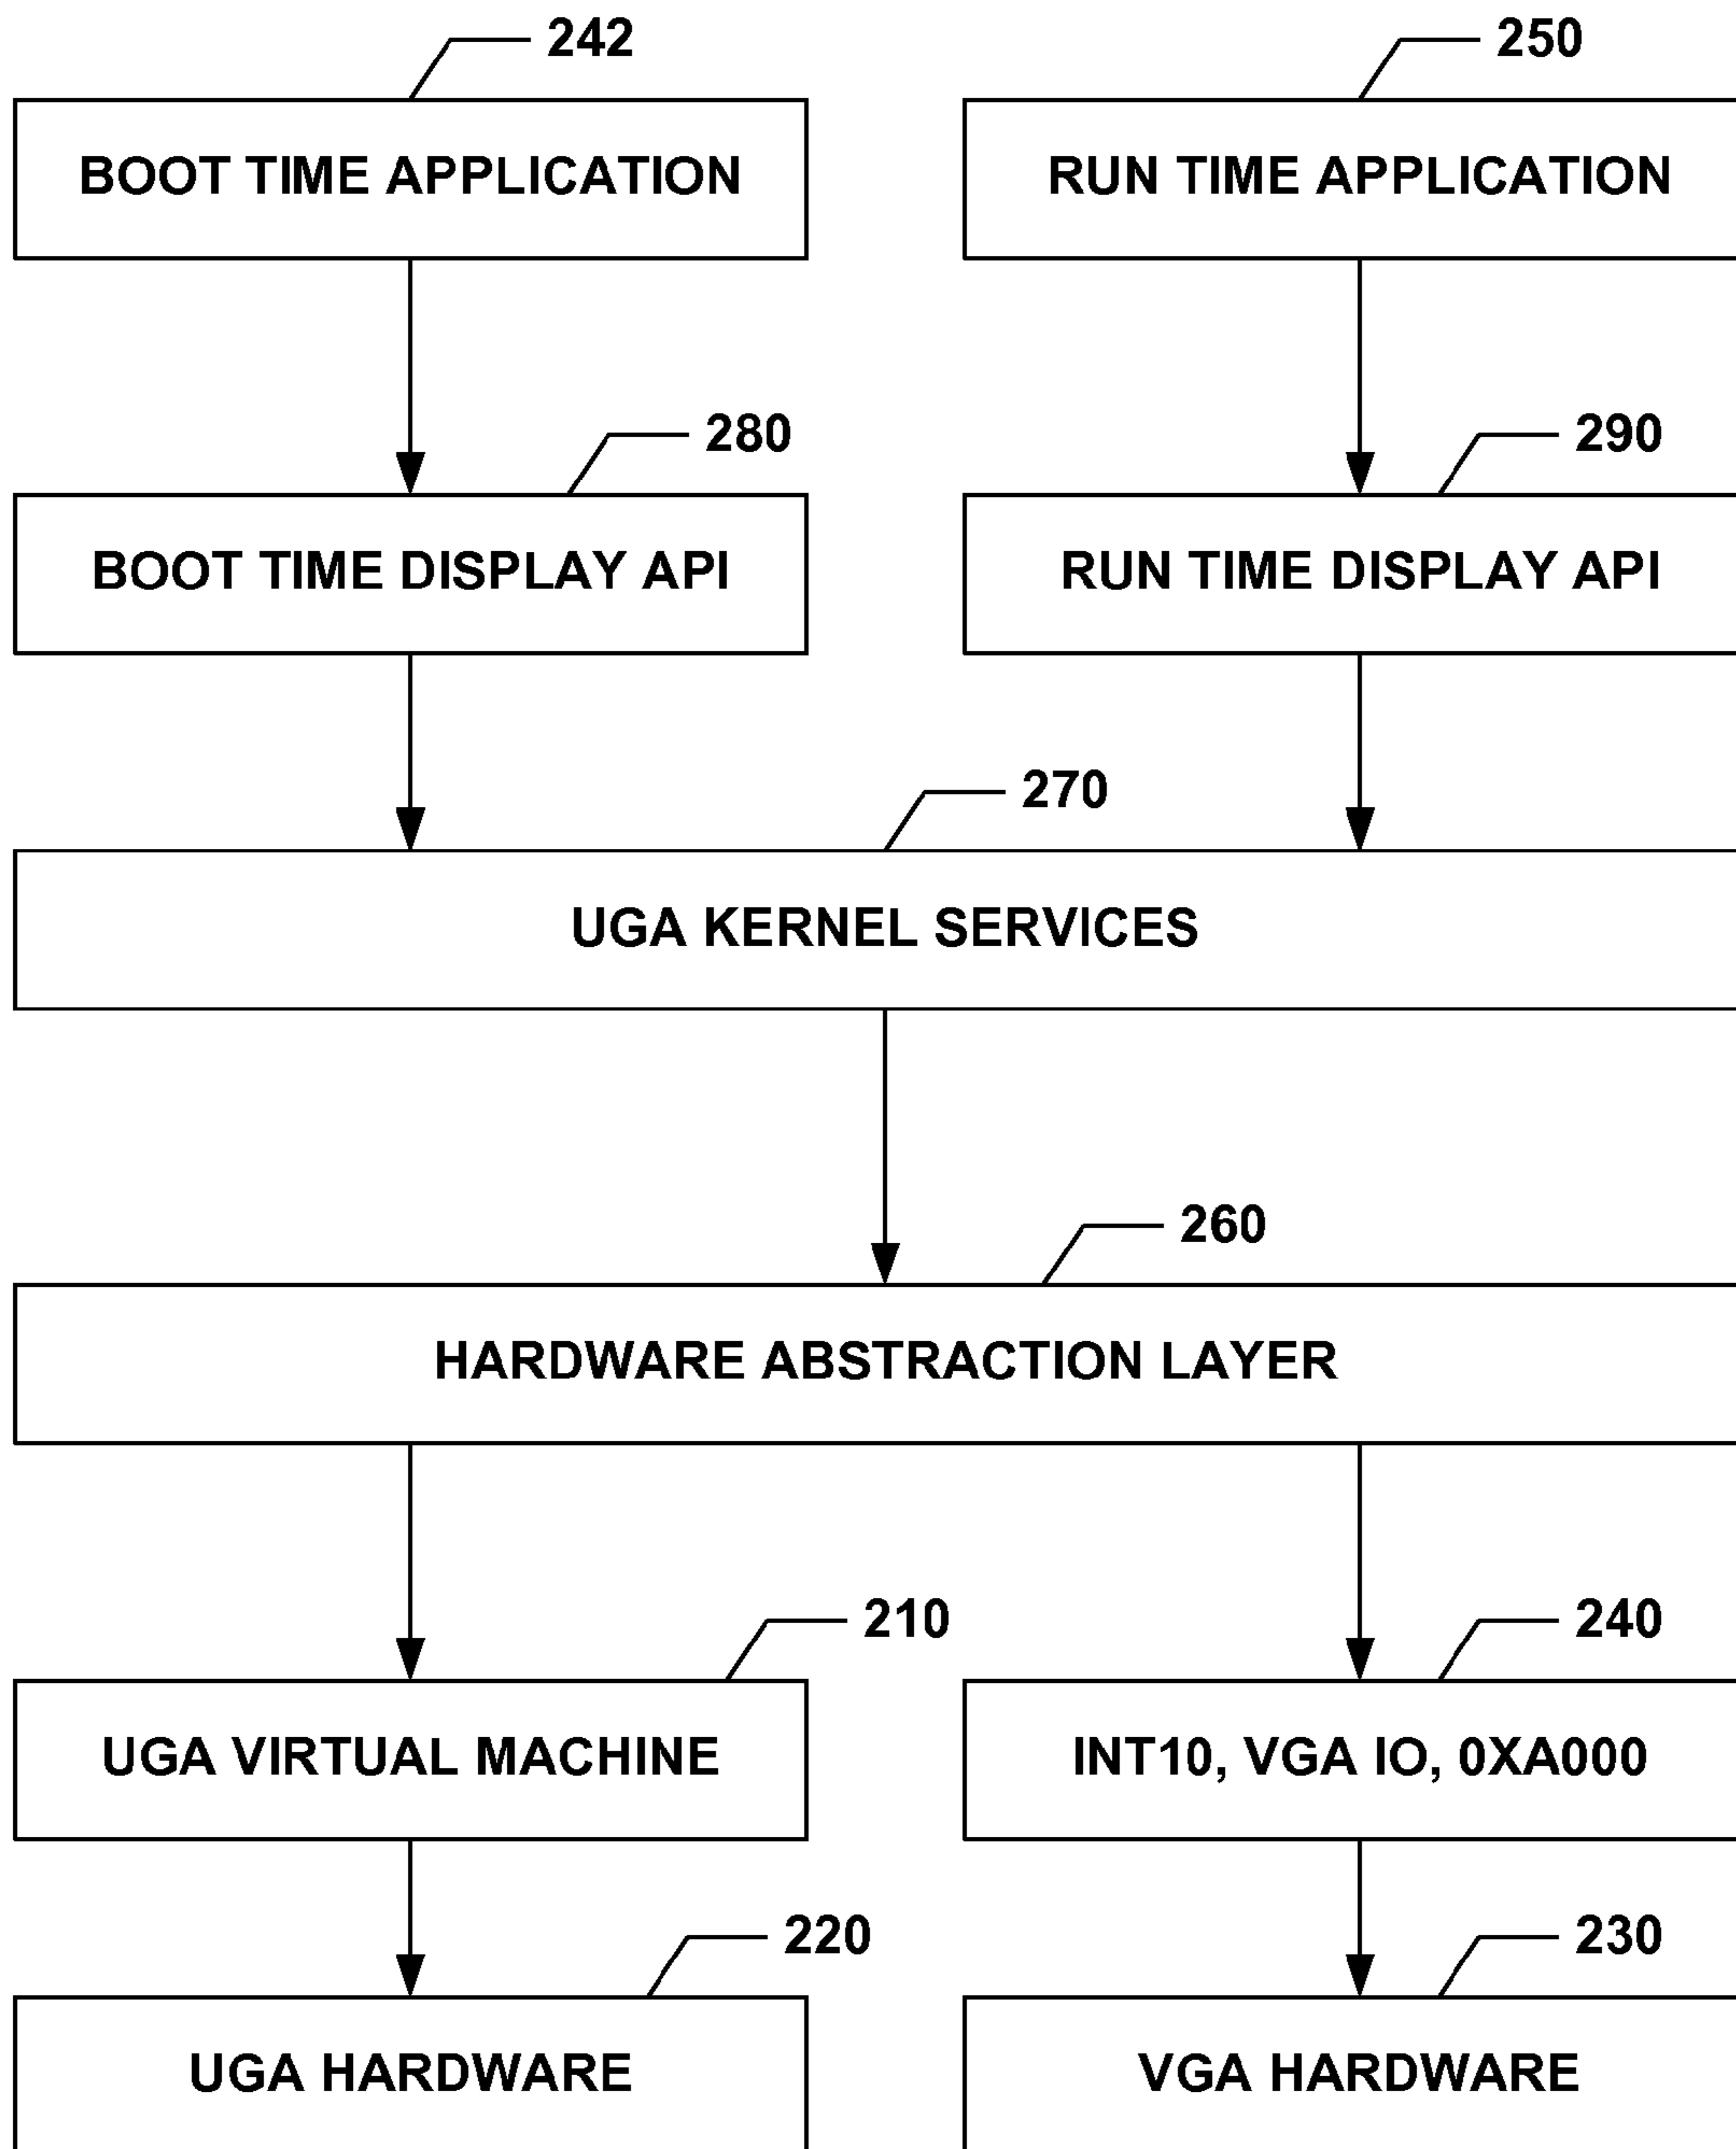 242
250
BOOT TIME APPLICATION
RUN TIME APPLICATION
280
290
BOOT TIME DISPLAY API
RUN TIME DISPLAY API
270
UGA KERNEL SERVICES
260
HARDWARE ABSTRACTION LAYER
210
240
UGA VIRTUAL MACHINE
INT10, VGA IO, 0XA000
220
230
UGA HARDWARE
VGA HARDWARE